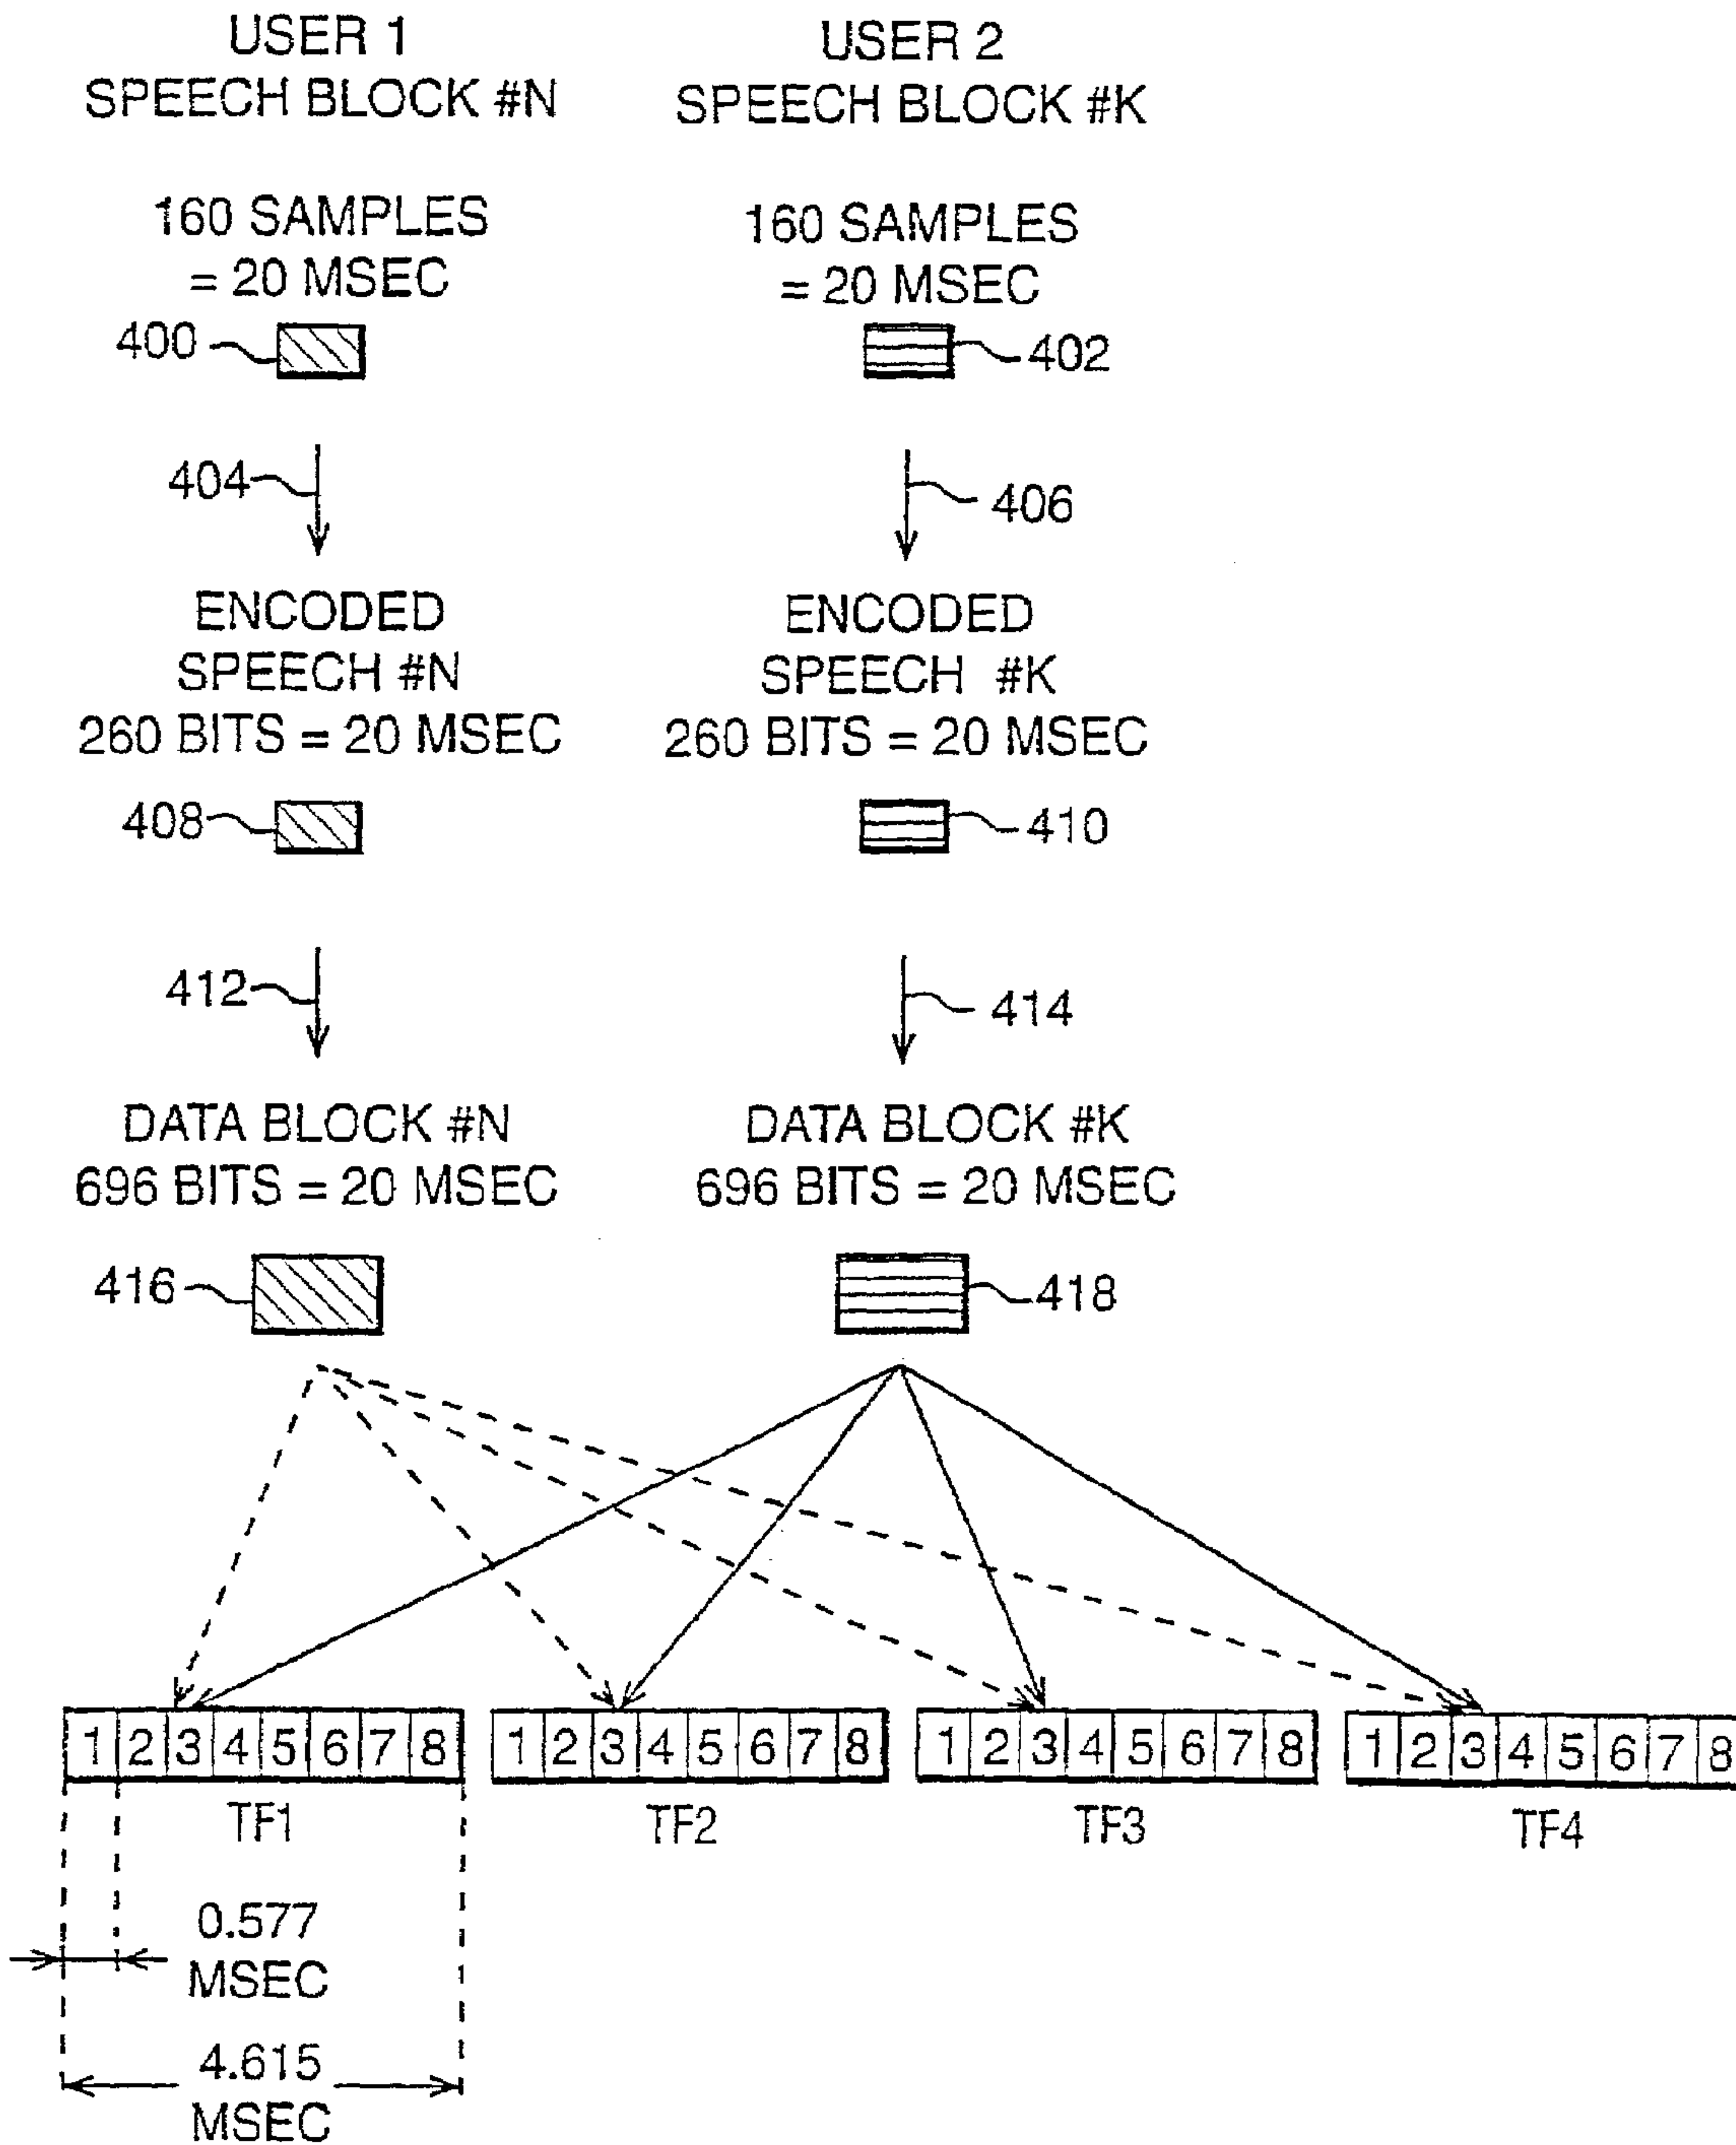 USER 1
SPEECH BLOCK #N
USER 2
SPEECH BLOCK #K
160 SAMPLES
= 20 MSEC
160 SAMPLES
= 20 MSEC
400
402
404
406
ENCODED
SPEECH #N
260 BITS = 20 MSEC
ENCODED
SPEECH #K
260 BITS = 20 MSEC
408
410
412
414
DATA BLOCK #N
696 BITS = 20 MSEC
DATA BLOCK #K
696 BITS = 20 MSEC
416
418
1 2 3 4 5 6 7 8
1 2 3 4 5 6 7 8
1 2 3 4 5 6 7 8
1 2 3 4 5 6 7 8
TF1
TF2
TF3
TF4
0.577
MSEC
4.615
MSEC